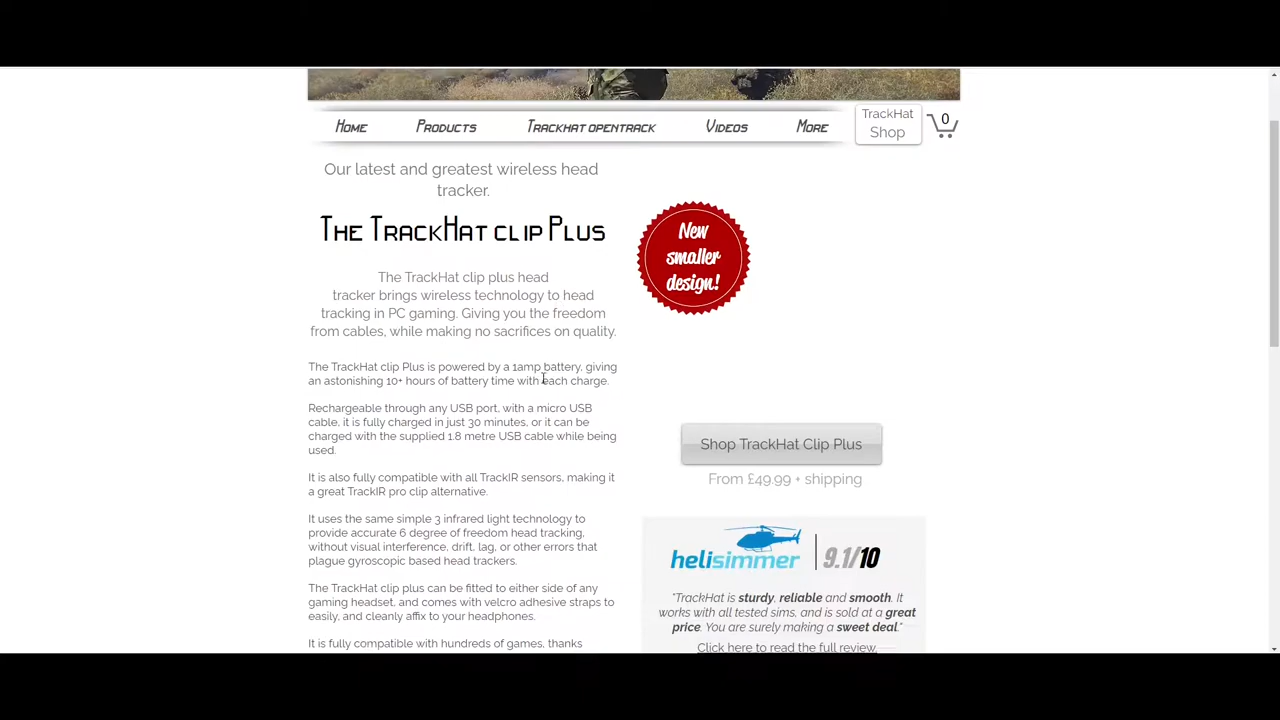 Home
Products
Trackhat opentrack
Videos
More
TrackHat
Shop
0
Our latest and greatest wireless head
tracker.
The TrackHat clip Plus
The TrackHat clip plus head
tracker brings wireless technology to head
tracking in PC gaming. Giving you the freedom
from cables, while making no sacrifices on quality.
The TrackHat clip Plus is powered by a 1amp battery, giving
an astonishing 10+ hours of battery time with each charge.
Rechargeable through any USB port, with a micro USB
cable, it is fully charged in just 30 minutes, or it can be
charged with the supplied 1.8 metre USB cable while being
used.
It is also fully compatible with all TrackIR sensors, making it
a great TrackIR pro clip alternative.
It uses the same simple 3 infrared light technology to
provide accurate 6 degree of freedom head tracking,
without visual interference, drift, lag, or other errors that
plague gyroscopic based head trackers.
The TrackHat clip plus can be fitted to either side of any
gaming headset, and comes with velcro adhesive straps to
easily, and cleanly affix to your headphones.
It is fully compatible with hundreds of games, thanks
New
smaller
design!
Shop TrackHat Clip Plus
From £49.99 + shipping
helisimmer 9.1/10
"TrackHat is sturdy, reliable and smooth. It
works with all tested sims, and is sold at a great
price. You are surely making a sweet deal."
Click here to read the full review.